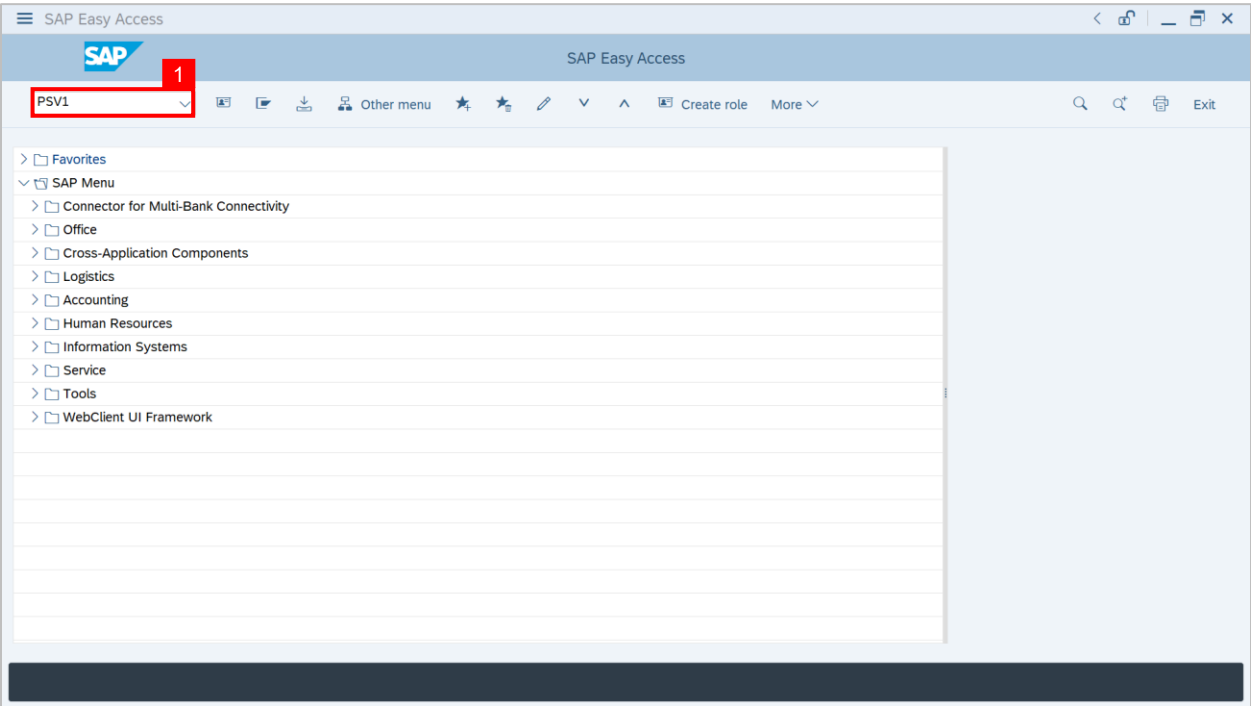 SAP Easy Access
SAP
SAP Easy Access
1
PSV1
Other menu
Create role
More
Exit
Favorites
SAP Menu
Connector for Multi-Bank Connectivity
Office
Cross-Application Components
Logistics
Accounting
Human Resources
Information Systems
Service
Tools
WebClient UI Framework